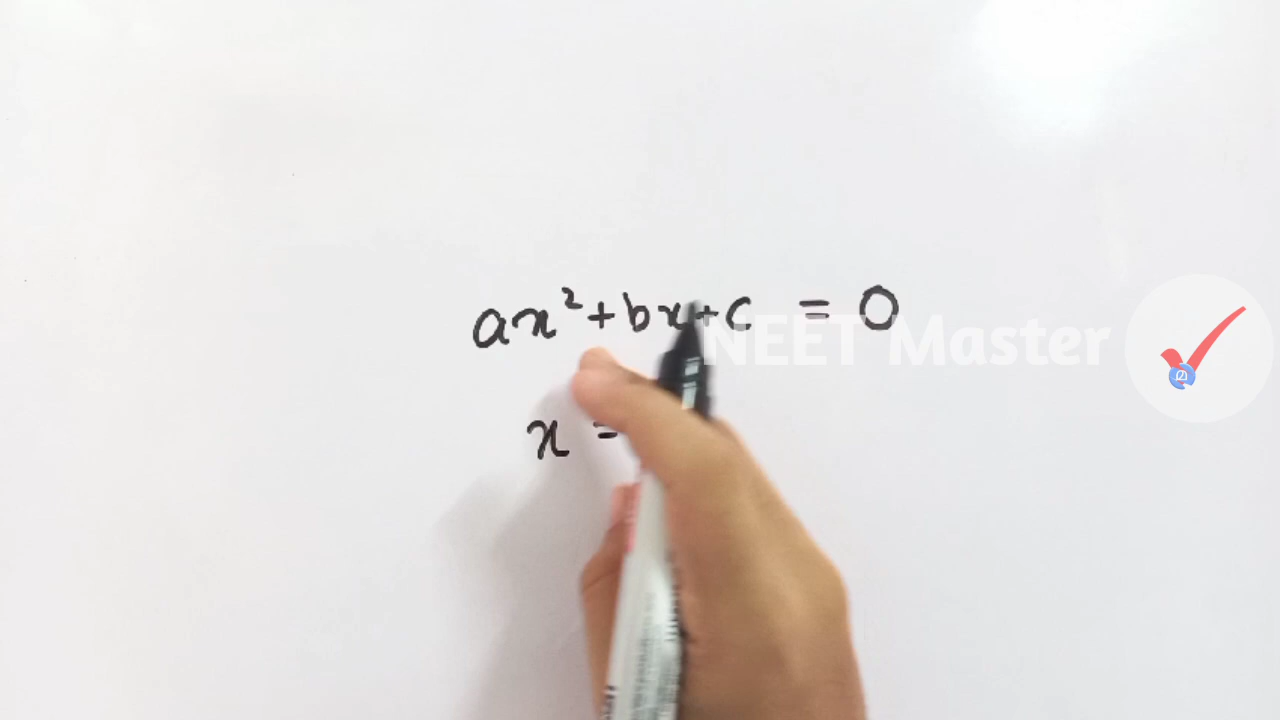 ax² + bx + c = 0
NEET Master
x =